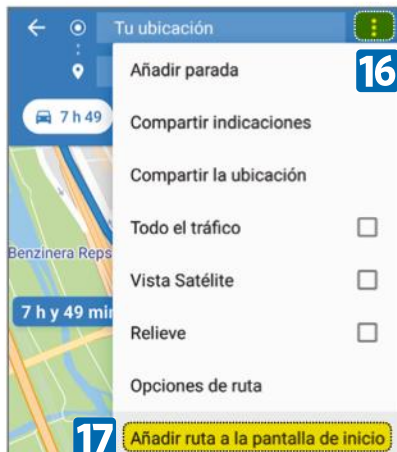 Tu ubicación
16
Añadir parada
7 h 49
Compartir indicaciones
Compartir la ubicación
Todo el tráfico
Benzinera Reps
Vista Satélite
7 h y 49 min
Relieve
Opciones de ruta
17
Añadir ruta a la pantalla de inicio